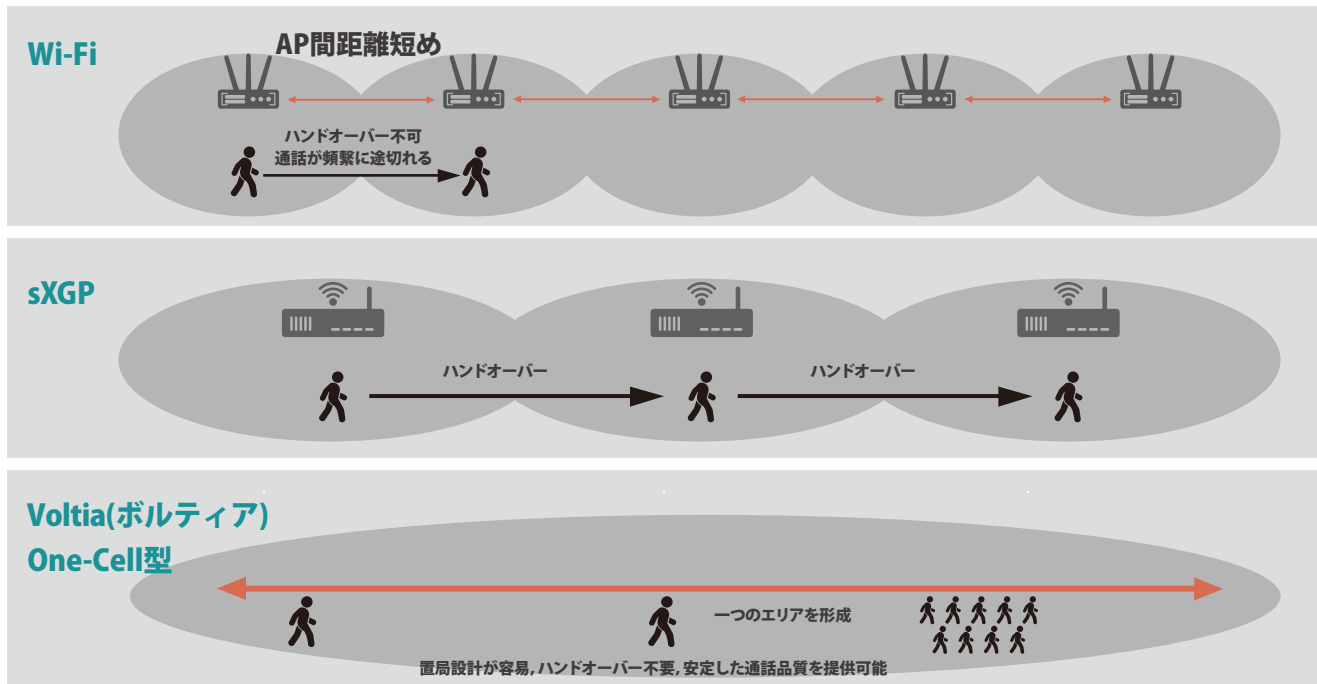 Wi-Fi
AP間距離短め
ハンドオーバー不可
通話が頻繋に途切れる
sXGP
ハンドオーバー
ハンドオーバー
Voltia(ボルティア)
One-Cell型
一つのエリアを形成
置局設計が容易, ハンドオーバー不要, 安定した通話品質を提供可能